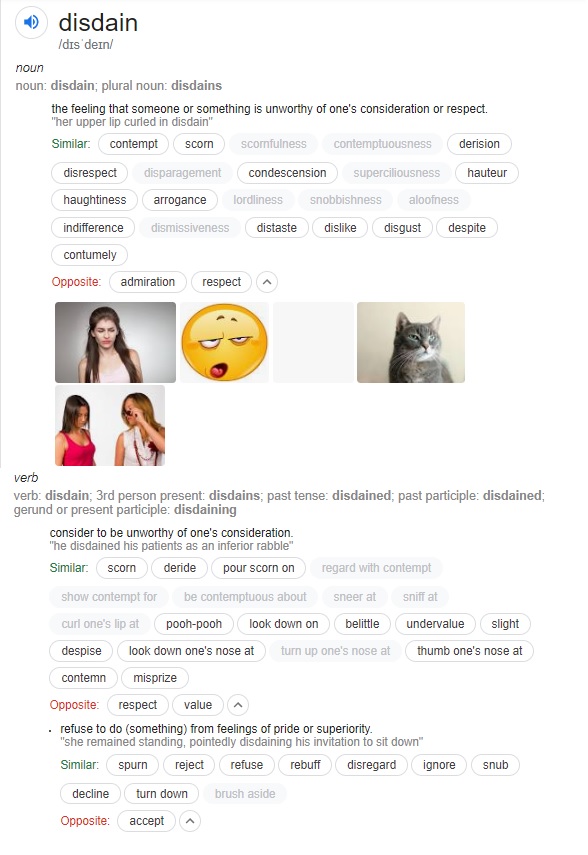 disdain
/dɪsˈdeɪn/
noun
noun: disdain; plural noun: disdains
the feeling that someone or something is unworthy of one's consideration or respect.
"her upper lip curled in disdain"
Similar: contempt scorn scornfulness contemptuousness derision
disrespect disparagement condescension superciliousness hauteur
haughtiness arrogance lordliness snobbishness aloofness
indifference dismissiveness distaste dislike disgust despite
contumely
Opposite: admiration respect
verb
verb: disdain; 3rd person present: disdains; past tense: disdained; past participle: disdained;
gerund or present participle: disdaining
consider to be unworthy of one's consideration.
"he disdained his patients as an inferior rabble"
Similar: scorn deride pour scorn on regard with contempt
show contempt for be contemptuous about sneer at sniff at
curl one's lip at pooh-pooh look down on belittle undervalue slight
despise look down one's nose at turn up one's nose at thumb one's nose at
contemn misprize
Opposite: respect value
• refuse to do (something) from feelings of pride or superiority.
"she remained standing, pointedly disdaining his invitation to sit down"
Similar: spurn reject refuse rebuff disregard ignore snub
decline turn down brush aside
Opposite: accept